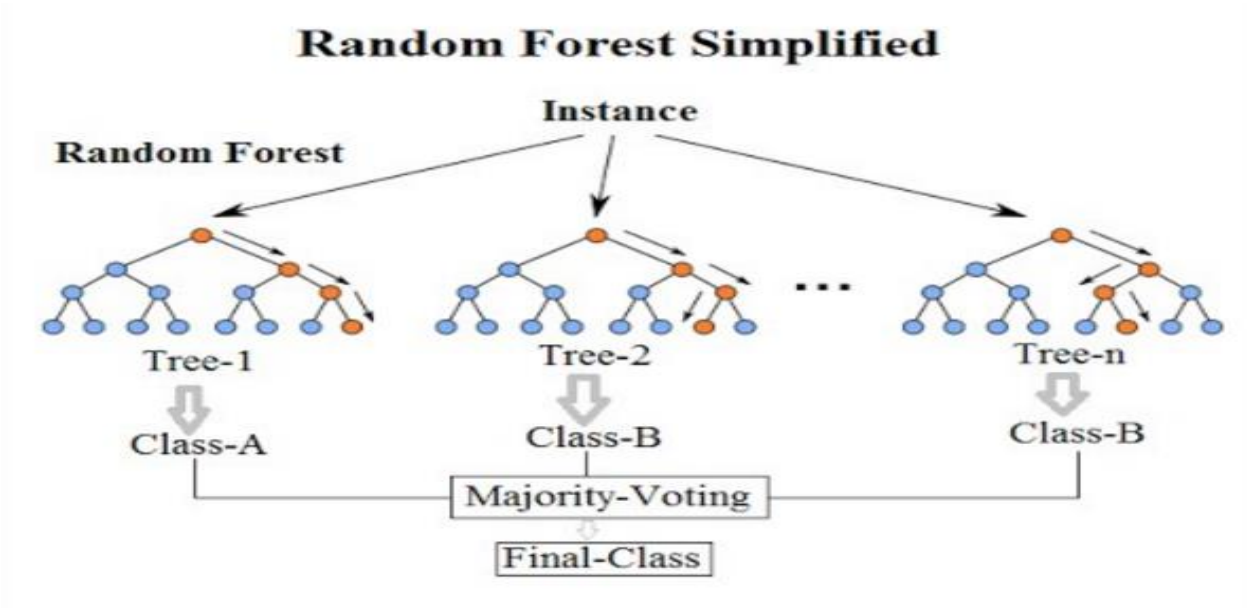 Random Forest Simplified
Instance
Random Forest
...
Tree-1
Tree-2
Tree-n
Class-A
Class-B
Class-B
Majority-Voting
Final-Class